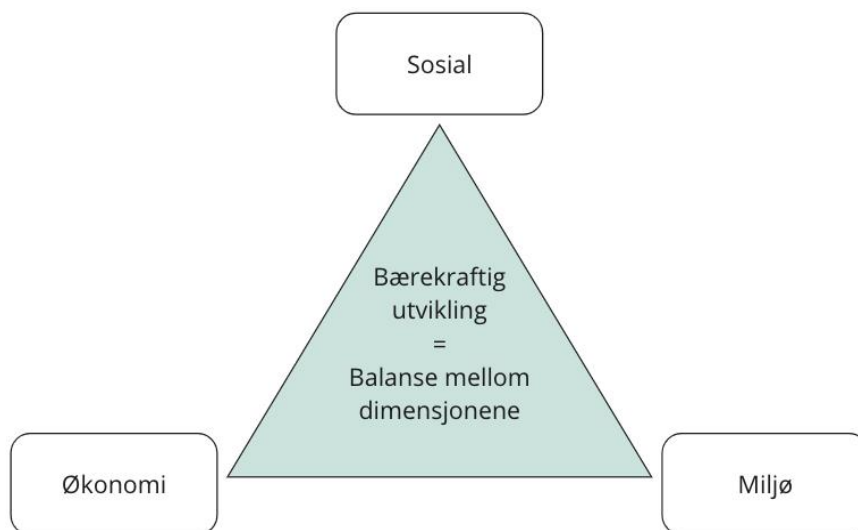 Sosial
Bærekraftig
utvikling
=
Balanse mellom
dimensjonene
Økonomi
Miljø